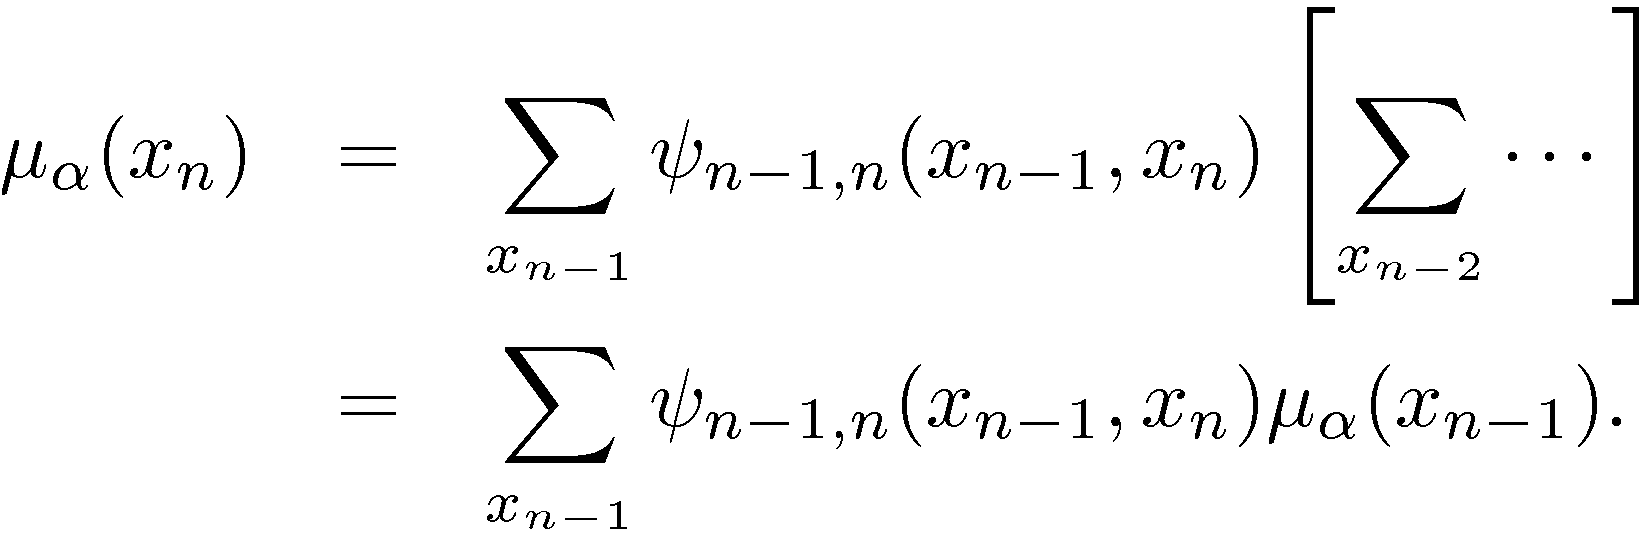 μ_α(x_n) = ∑_{x_{n−1}} ψ_{n−1,n}(x_{n−1}, x_n) [∑_{x_{n−2}} ⋯]
= ∑_{x_{n−1}} ψ_{n−1,n}(x_{n−1}, x_n)μ_α(x_{n−1}).